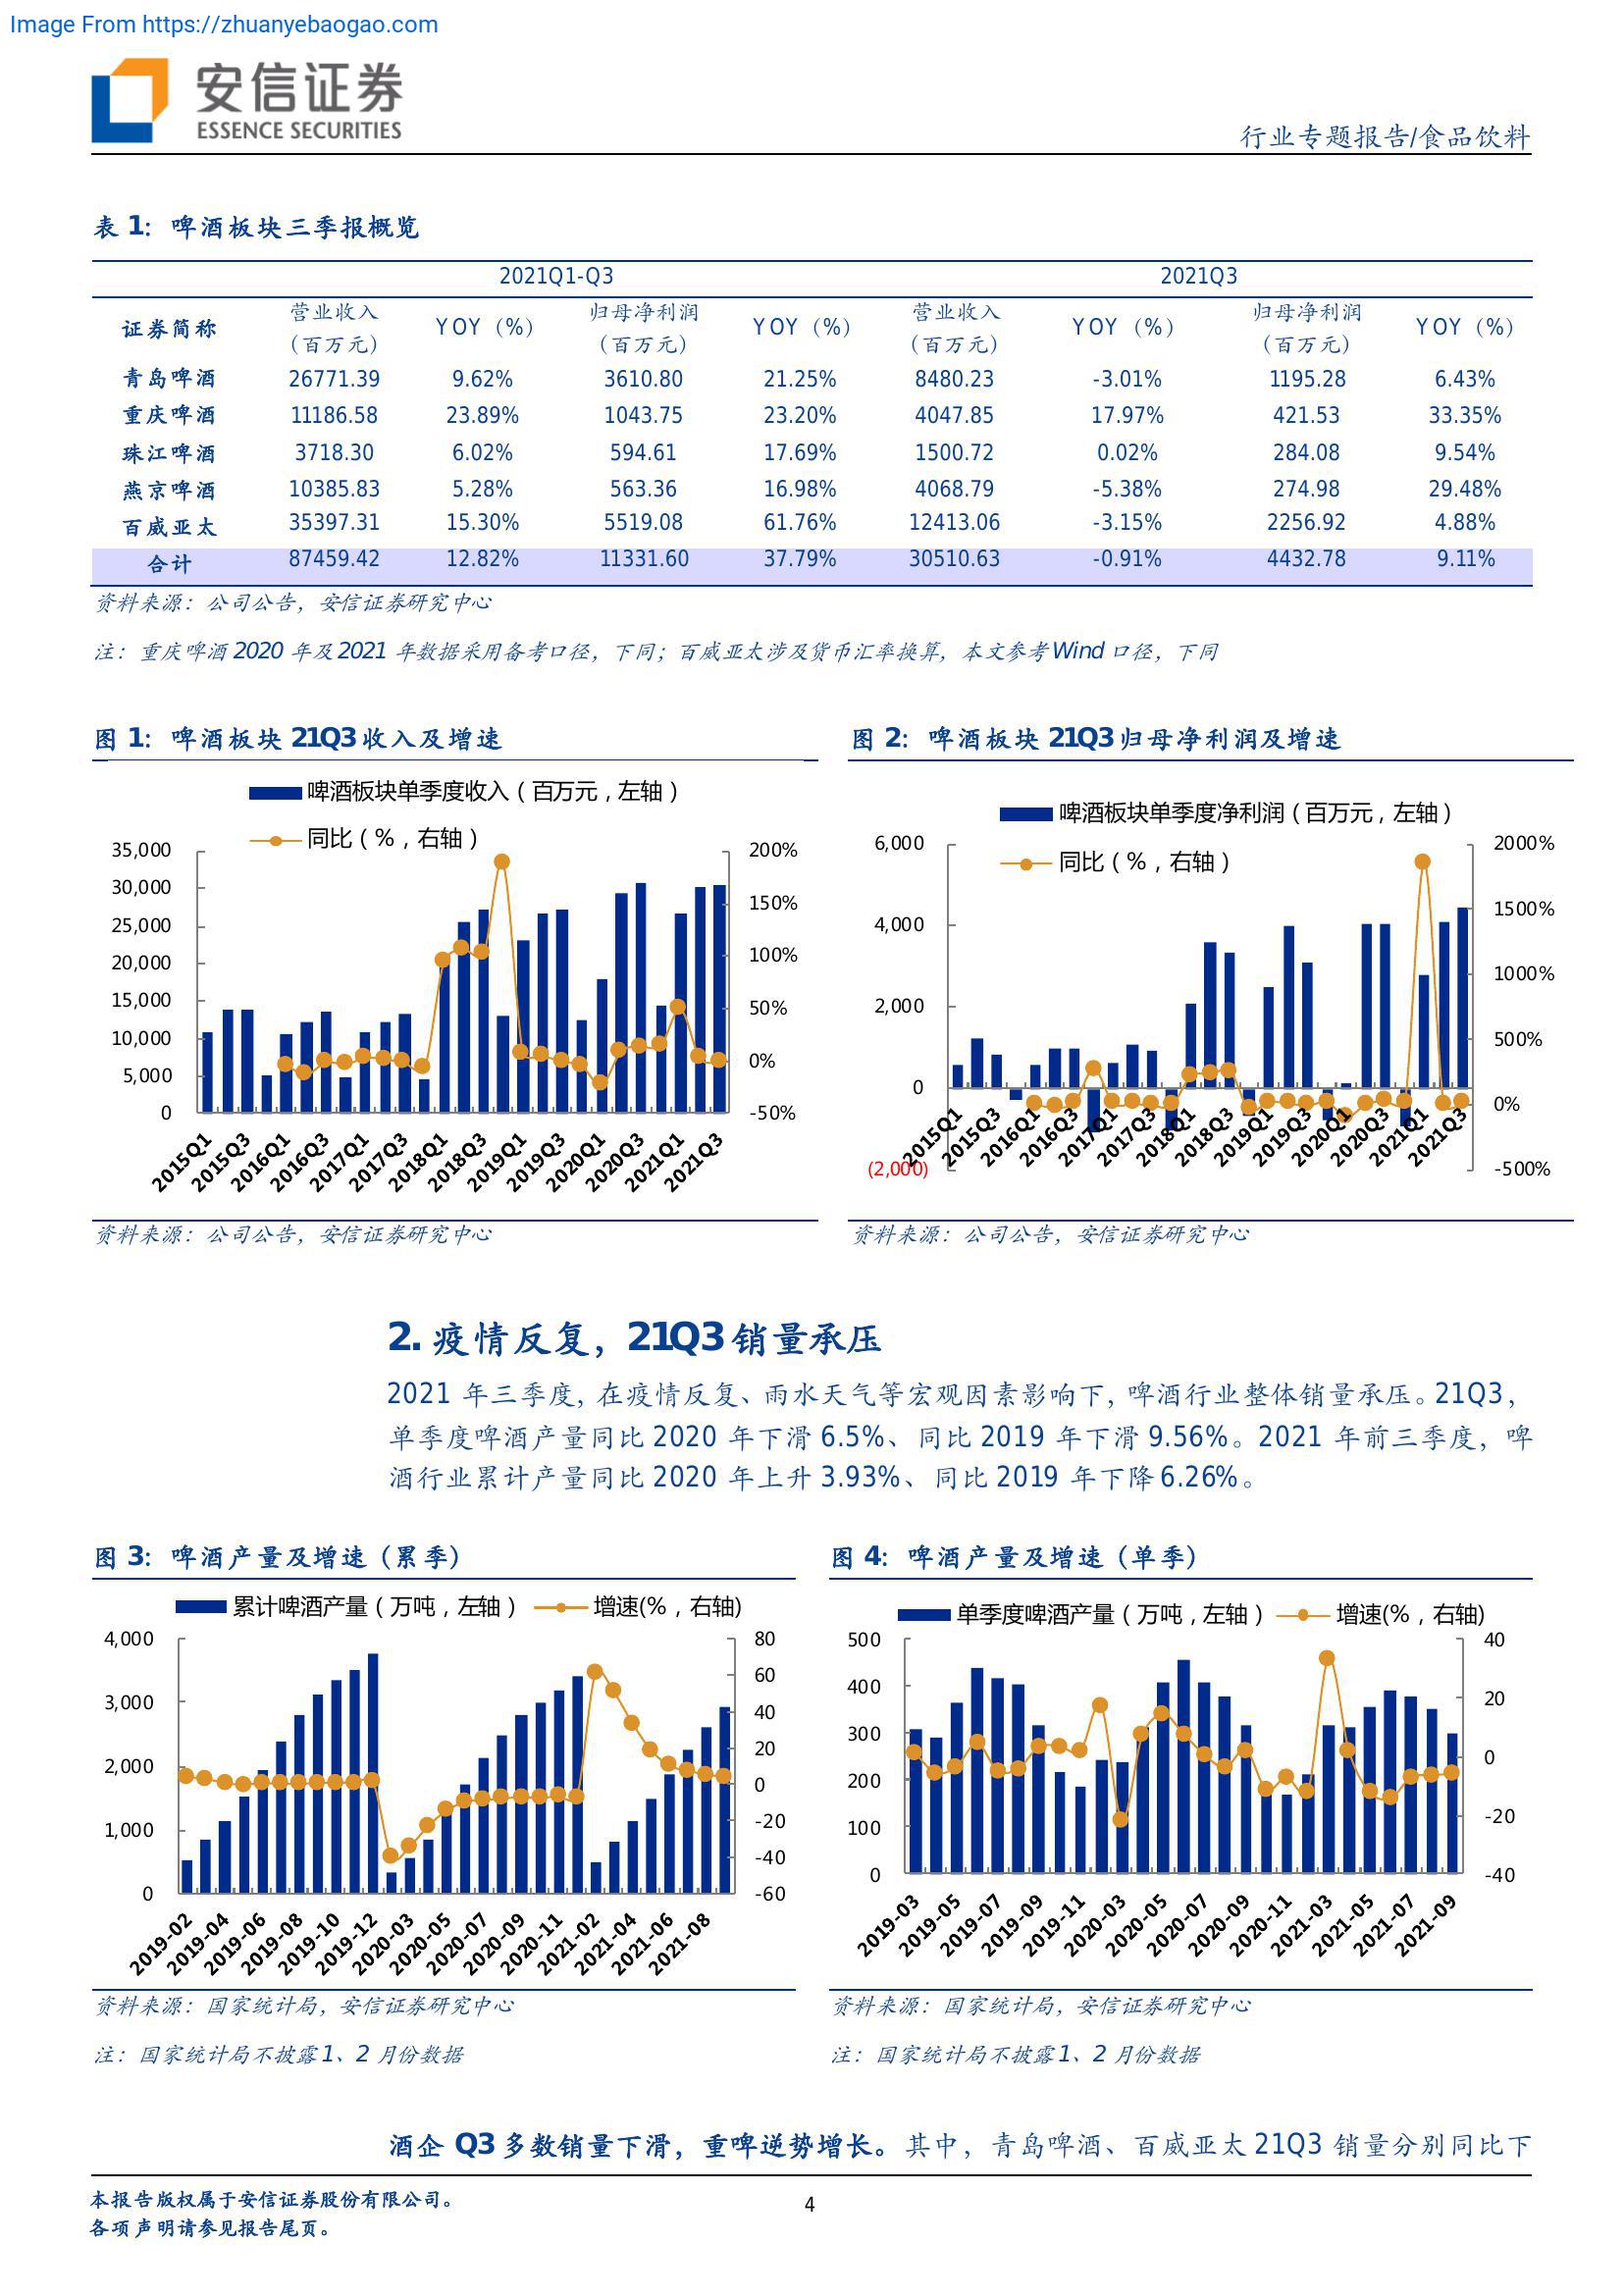 Image From https://zhuanyebaogao.com
安信证券
ESSENCE SECURITIES
行业专题报告/食品饮料
表 1：啤酒板块三季报概览
2021Q1-Q3 2021Q3
证券简称 营业收入（百万元） YOY（%） 归母净利润（百万元） YOY（%） 营业收入（百万元） YOY（%） 归母净利润（百万元） YOY（%）
青岛啤酒 26771.39 9.62% 3610.80 21.25% 8480.23 -3.01% 1195.28 6.43%
重庆啤酒 11186.58 23.89% 1043.75 23.20% 4047.85 17.97% 421.53 33.35%
珠江啤酒 3718.30 6.02% 594.61 17.69% 1500.72 0.02% 284.08 9.54%
燕京啤酒 10385.83 5.28% 563.36 16.98% 4068.79 -5.38% 274.98 29.48%
百威亚太 35397.31 15.30% 5519.08 61.76% 12413.06 -3.15% 2256.92 4.88%
合计 87459.42 12.82% 11331.60 37.79% 30510.63 -0.91% 4432.78 9.11%
资料来源：公司公告，安信证券研究中心
注：重庆啤酒 2020 年及 2021 年数据采用备考口径，下同；百威亚太涉及货币汇率换算，本文参考 Wind 口径，下同
图 1：啤酒板块 21Q3 收入及增速
啤酒板块单季度收入（百万元，左轴）
同比（%，右轴）
35,000
30,000
25,000
20,000
15,000
10,000
5,000
0
200%
150%
100%
50%
0%
-50%
2015Q1 2015Q3 2016Q1 2016Q3 2017Q1 2017Q3 2018Q1 2018Q3 2019Q1 2019Q3 2020Q1 2020Q3 2021Q1 2021Q3
资料来源：公司公告，安信证券研究中心
图 2：啤酒板块 21Q3 归母净利润及增速
啤酒板块单季度净利润（百万元，左轴）
同比（%，右轴）
6,000
4,000
2,000
0
(2,000)
2000%
1500%
1000%
500%
0%
-500%
2015Q1 2015Q3 2016Q1 2016Q3 2017Q1 2017Q3 2018Q1 2018Q3 2019Q1 2019Q3 2020Q1 2020Q3 2021Q1 2021Q3
资料来源：公司公告，安信证券研究中心
2. 疫情反复，21Q3 销量承压
2021 年三季度，在疫情反复、雨水天气等宏观因素影响下，啤酒行业整体销量承压。21Q3，
单季度啤酒产量同比 2020 年下滑 6.5%、同比 2019 年下滑 9.56%。2021 年前三季度，啤
酒行业累计产量同比 2020 年上升 3.93%、同比 2019 年下降 6.26%。
图 3：啤酒产量及增速（累季）
累计啤酒产量（万吨，左轴） 增速(%，右轴)
4,000
3,000
2,000
1,000
0
80
60
40
20
0
-20
-40
-60
2019-02 2019-04 2019-06 2019-08 2019-10 2019-12 2020-03 2020-05 2020-07 2020-09 2020-11 2021-02 2021-04 2021-06 2021-08
资料来源：国家统计局，安信证券研究中心
注：国家统计局不披露 1、2 月份数据
图 4：啤酒产量及增速（单季）
单季度啤酒产量（万吨，左轴） 增速(%，右轴)
500
400
300
200
100
0
40
20
0
-20
-40
2019-03 2019-05 2019-07 2019-09 2019-11 2020-03 2020-05 2020-07 2020-09 2020-11 2021-03 2021-05 2021-07 2021-09
资料来源：国家统计局，安信证券研究中心
注：国家统计局不披露 1、2 月份数据
酒企 Q3 多数销量下滑，重啤逆势增长。其中，青岛啤酒、百威亚太 21Q3 销量分别同比下
本报告版权属于安信证券股份有限公司。
各项声明请参见报告尾页。
4